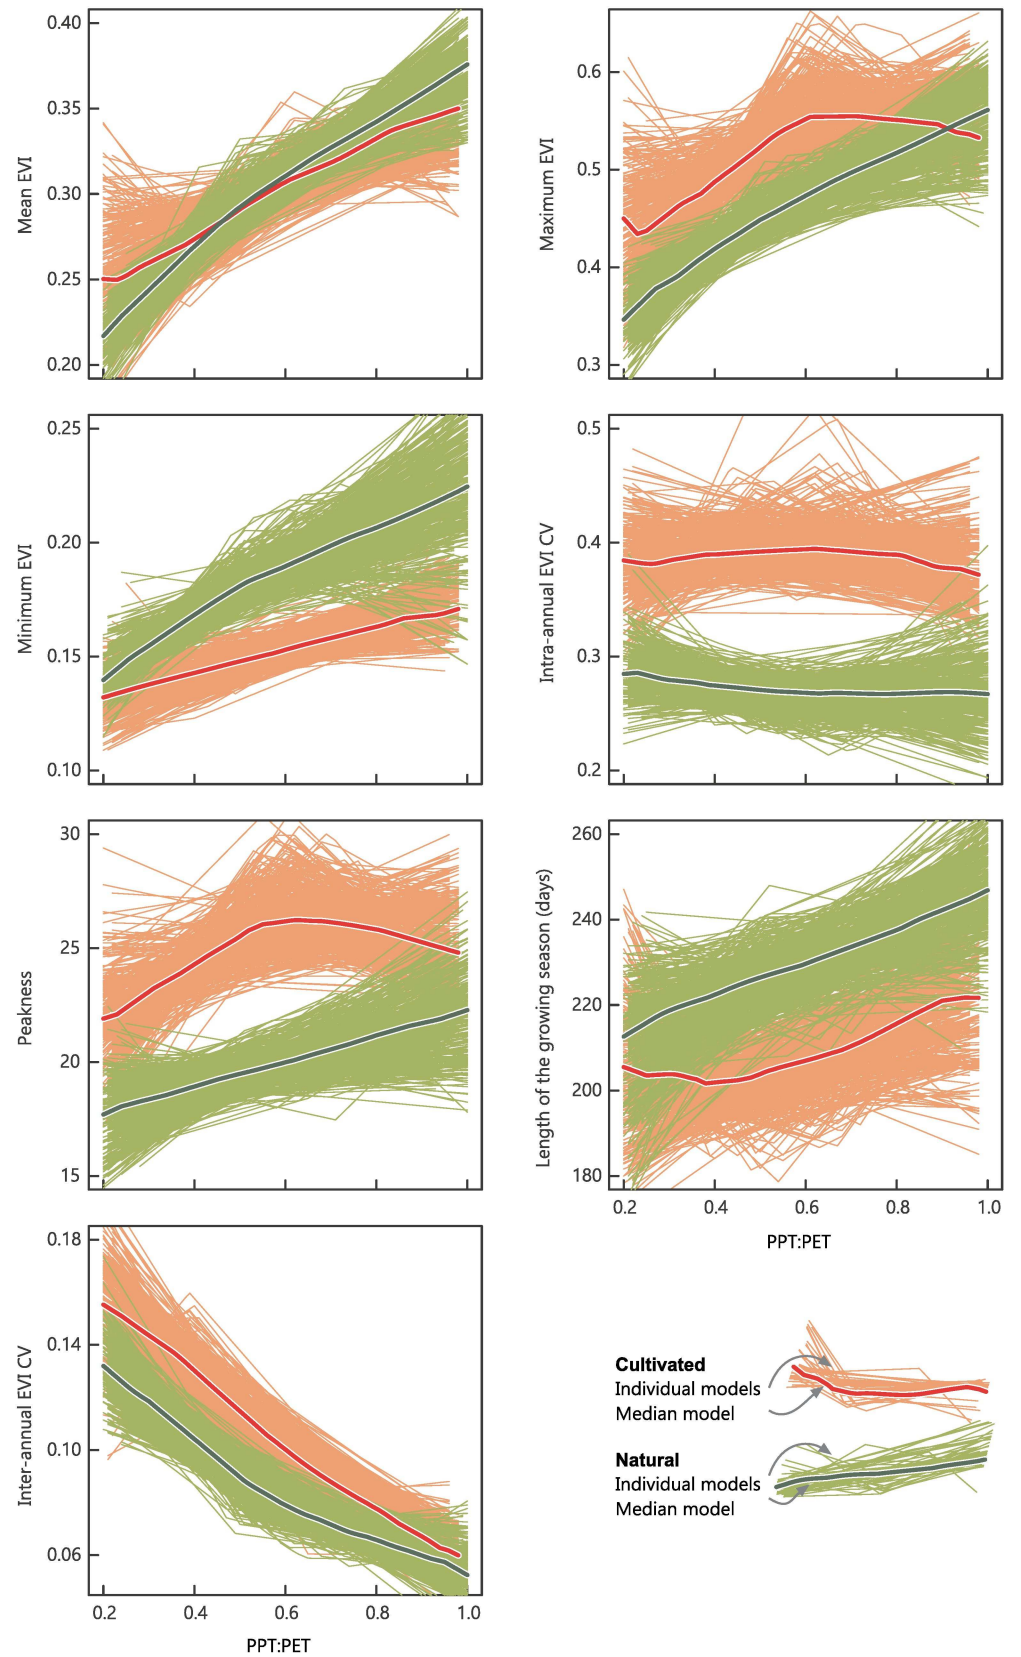 Mean EVI
0.40
0.35
0.30
0.25
0.20
Maximum EVI
0.6
0.5
0.4
0.3
Minimum EVI
0.25
0.20
0.15
0.10
Intra-annual EVI CV
0.5
0.4
0.3
0.2
Peakness
30
25
20
15
Length of the growing season (days)
260
240
220
200
180
0.2 0.4 0.6 0.8 1.0
PPT:PET
Inter-annual EVI CV
0.18
0.14
0.10
0.06
0.2 0.4 0.6 0.8 1.0
PPT:PET
Cultivated
Individual models
Median model
Natural
Individual models
Median model